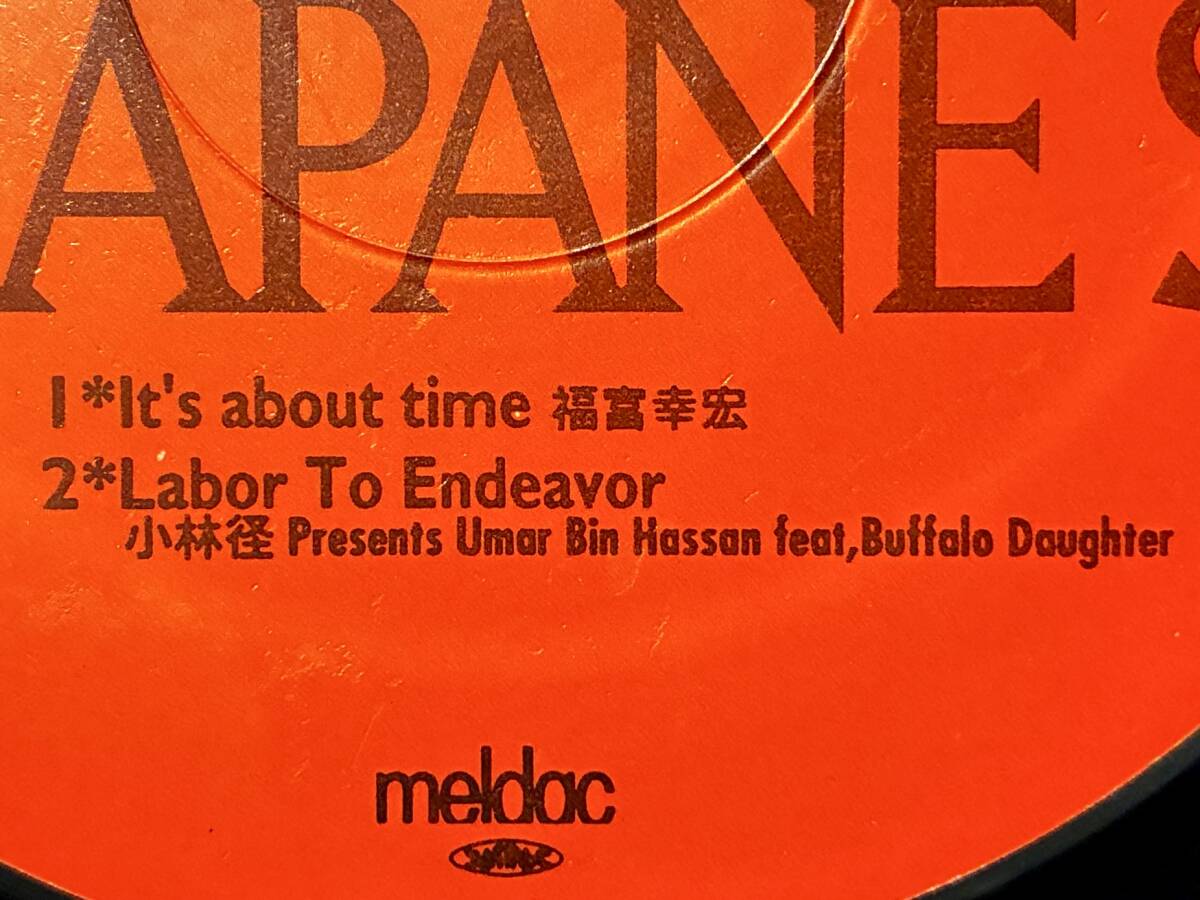 APANES
1*It's about time 福富幸宏
2*Labor To Endeavor
小林径 Presents Umar Bin Hassan feat,Buffalo Daughter
meldac